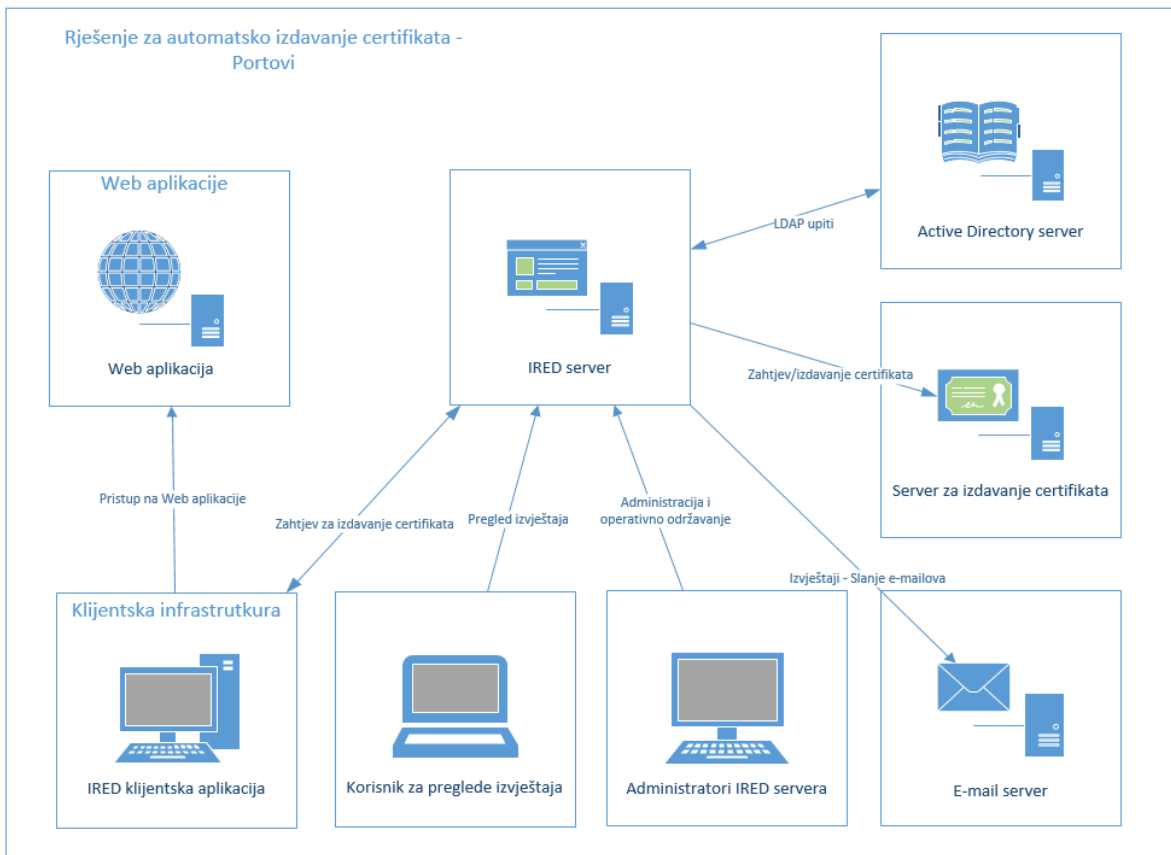 Rješenje za automatsko izdavanje certifikata -
Portovi
Web aplikacije
Web aplikacija
IRED server
LDAP upiti
Active Directory server
Zahtjev/izdavanje certifikata
Server za izdavanje certifikata
Pristup na Web aplikacije
Zahtjev za izdavanje certifikata
Pregled izvještaja
Administracija i
operativno održavanje
Izvještaji - Slanje e-mailova
Klijentska infrastrutkura
IRED klijentska aplikacija
Korisnik za preglede izvještaja
Administratori IRED servera
E-mail server